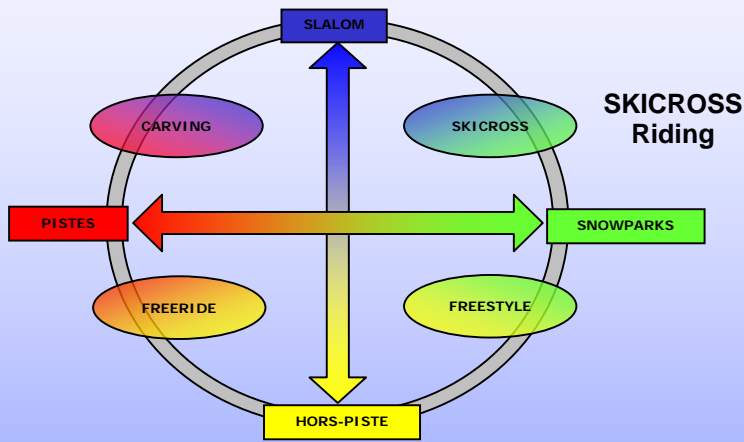 SLALOM
CARVING
SKICROSS
SKICROSS
Riding
PISTES
SNOWPARKS
FREERIDE
FREESTYLE
HORS-PISTE